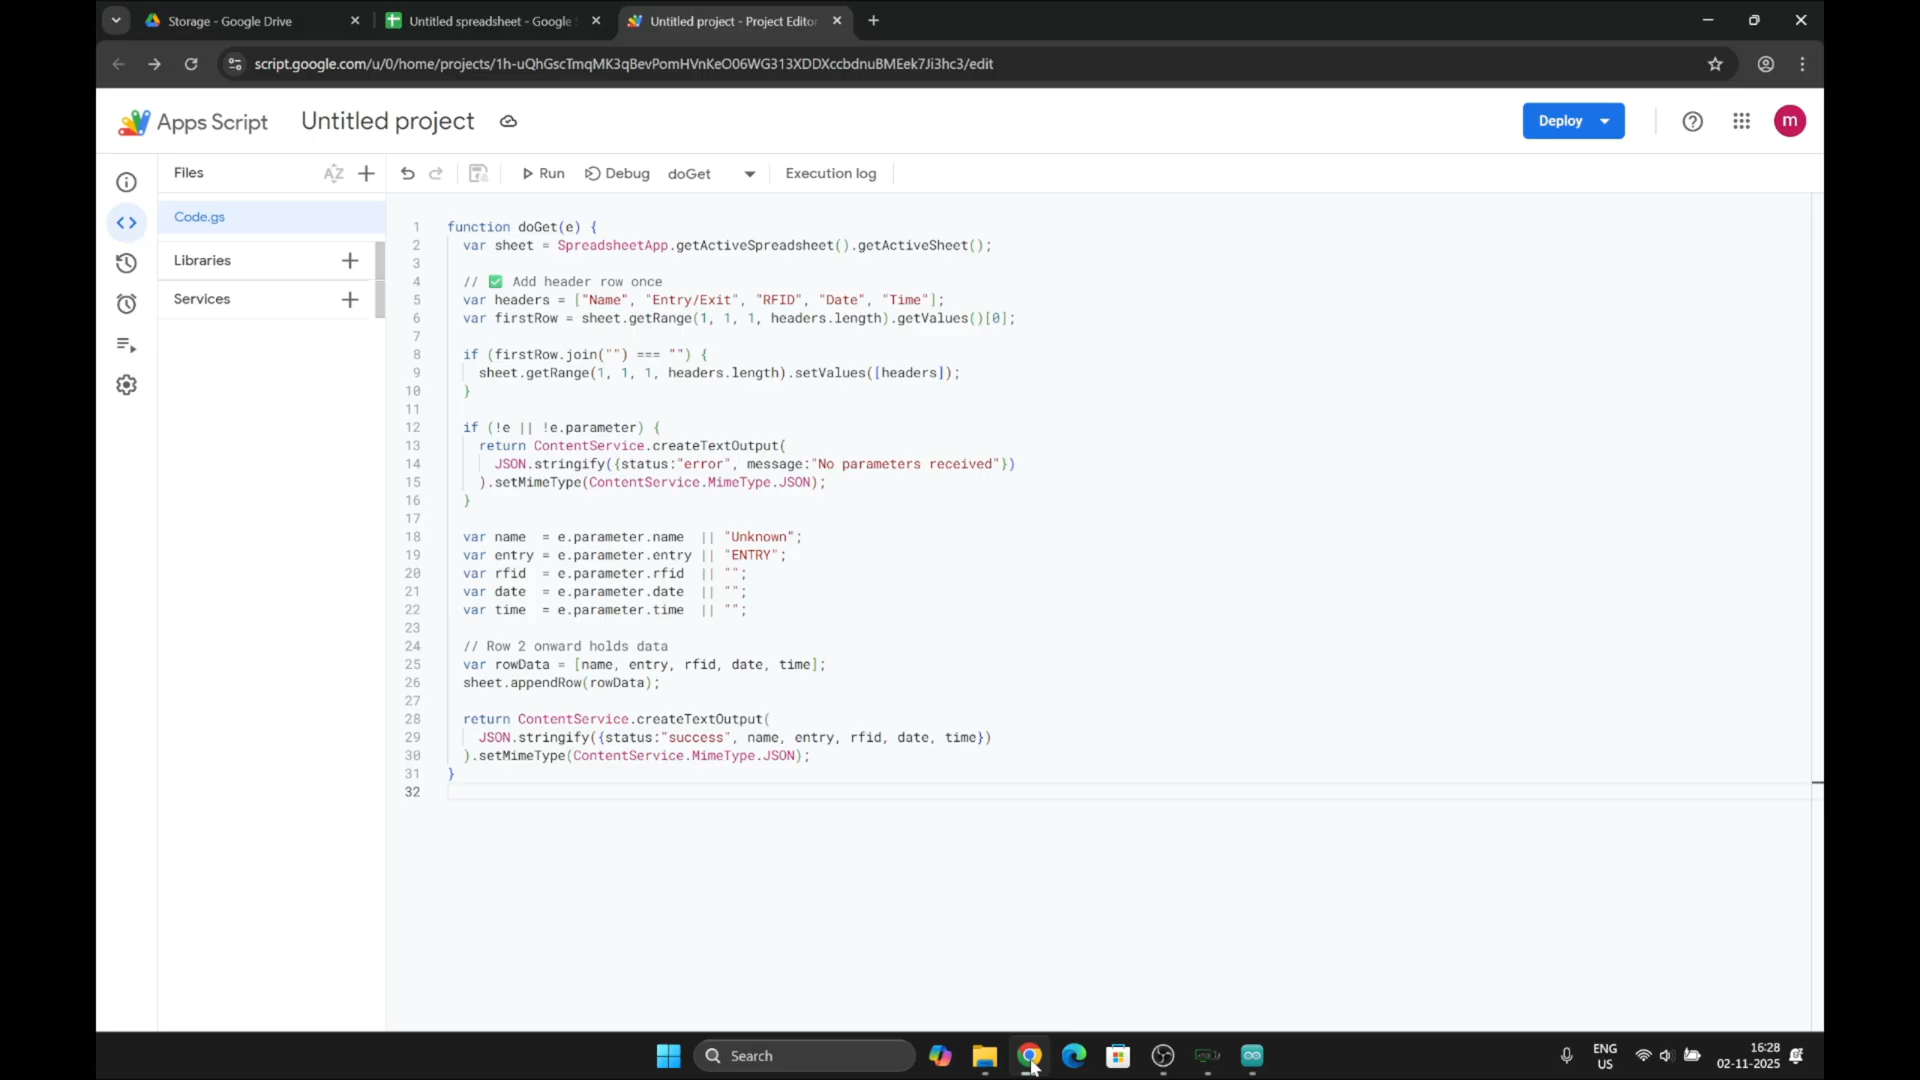 Storage - Google Drive
Untitled spreadsheet - Google
Untitled project - Project Editor
script.google.com/u/0/home/projects/1h-uQhGscTmqMK3qBevPomHVnKeO06WG313XDDXccbdnuBMEek7Ji3hc3/edit
Apps Script
Untitled project
Deploy
m
Files
AZ
Run
Debug
doGet
Execution log
Code.gs
Libraries
Services
1 function doGet(e) {
2 var sheet = SpreadsheetApp.getActiveSpreadsheet().getActiveSheet();
3
4 // ✅ Add header row once
5 var headers = ["Name", "Entry/Exit", "RFID", "Date", "Time"];
6 var firstRow = sheet.getRange(1, 1, 1, headers.length).getValues()[0];
7
8 if (firstRow.join("") === "") {
9 sheet.getRange(1, 1, 1, headers.length).setValues([headers]);
10 }
11
12 if (!e || !e.parameter) {
13 return ContentService.createTextOutput(
14 JSON.stringify({status:"error", message:"No parameters received"})
15 ).setMimeType(ContentService.MimeType.JSON);
16 }
17
18 var name = e.parameter.name || "Unknown";
19 var entry = e.parameter.entry || "ENTRY";
20 var rfid = e.parameter.rfid || "";
21 var date = e.parameter.date || "";
22 var time = e.parameter.time || "";
23
24 // Row 2 onward holds data
25 var rowData = [name, entry, rfid, date, time];
26 sheet.appendRow(rowData);
27
28 return ContentService.createTextOutput(
29 JSON.stringify({status:"success", name, entry, rfid, date, time})
30 ).setMimeType(ContentService.MimeType.JSON);
31 }
32
Search
ENG
US
16:28
02-11-2025